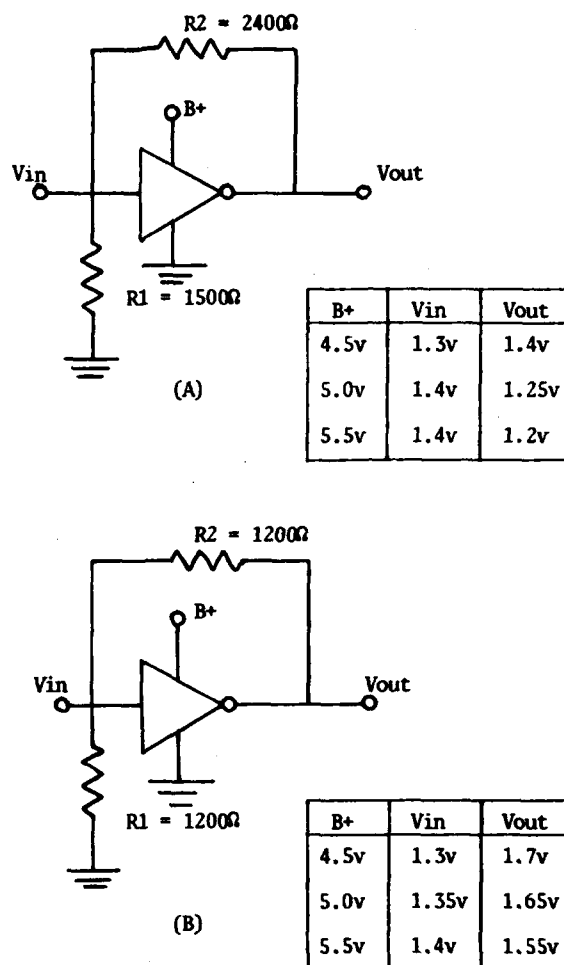 R2 = 2400Ω
B+
Vin
Vout
R1 = 1500Ω
B+ Vin Vout
4.5v 1.3v 1.4v
5.0v 1.4v 1.25v
5.5v 1.4v 1.2v
(A)
R2 = 1200Ω
B+
Vin
Vout
R1 = 1200Ω
B+ Vin Vout
4.5v 1.3v 1.7v
5.0v 1.35v 1.65v
5.5v 1.4v 1.55v
(B)